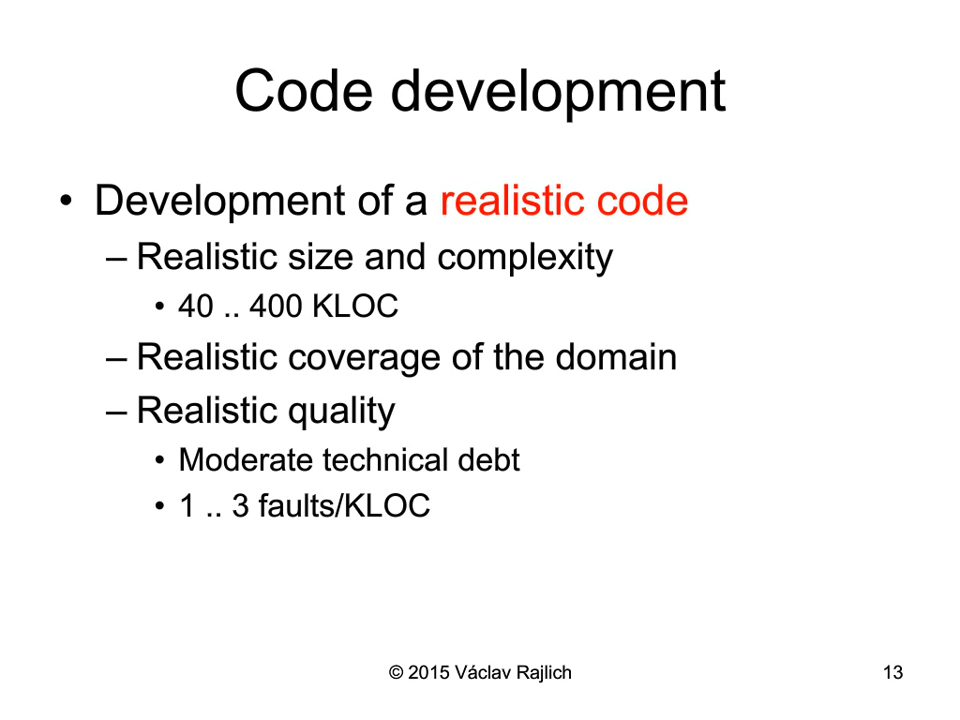 Code development
• Development of a realistic code
– Realistic size and complexity
• 40 .. 400 KLOC
– Realistic coverage of the domain
– Realistic quality
• Moderate technical debt
• 1 .. 3 faults/KLOC
© 2015 Václav Rajlich 13